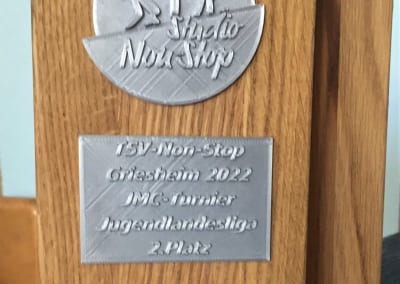 Studio
Non Stop
TSV-Non-Stop
Griesheim 2022
JMC-Turnier
Jugendlandesliga
2.Platz